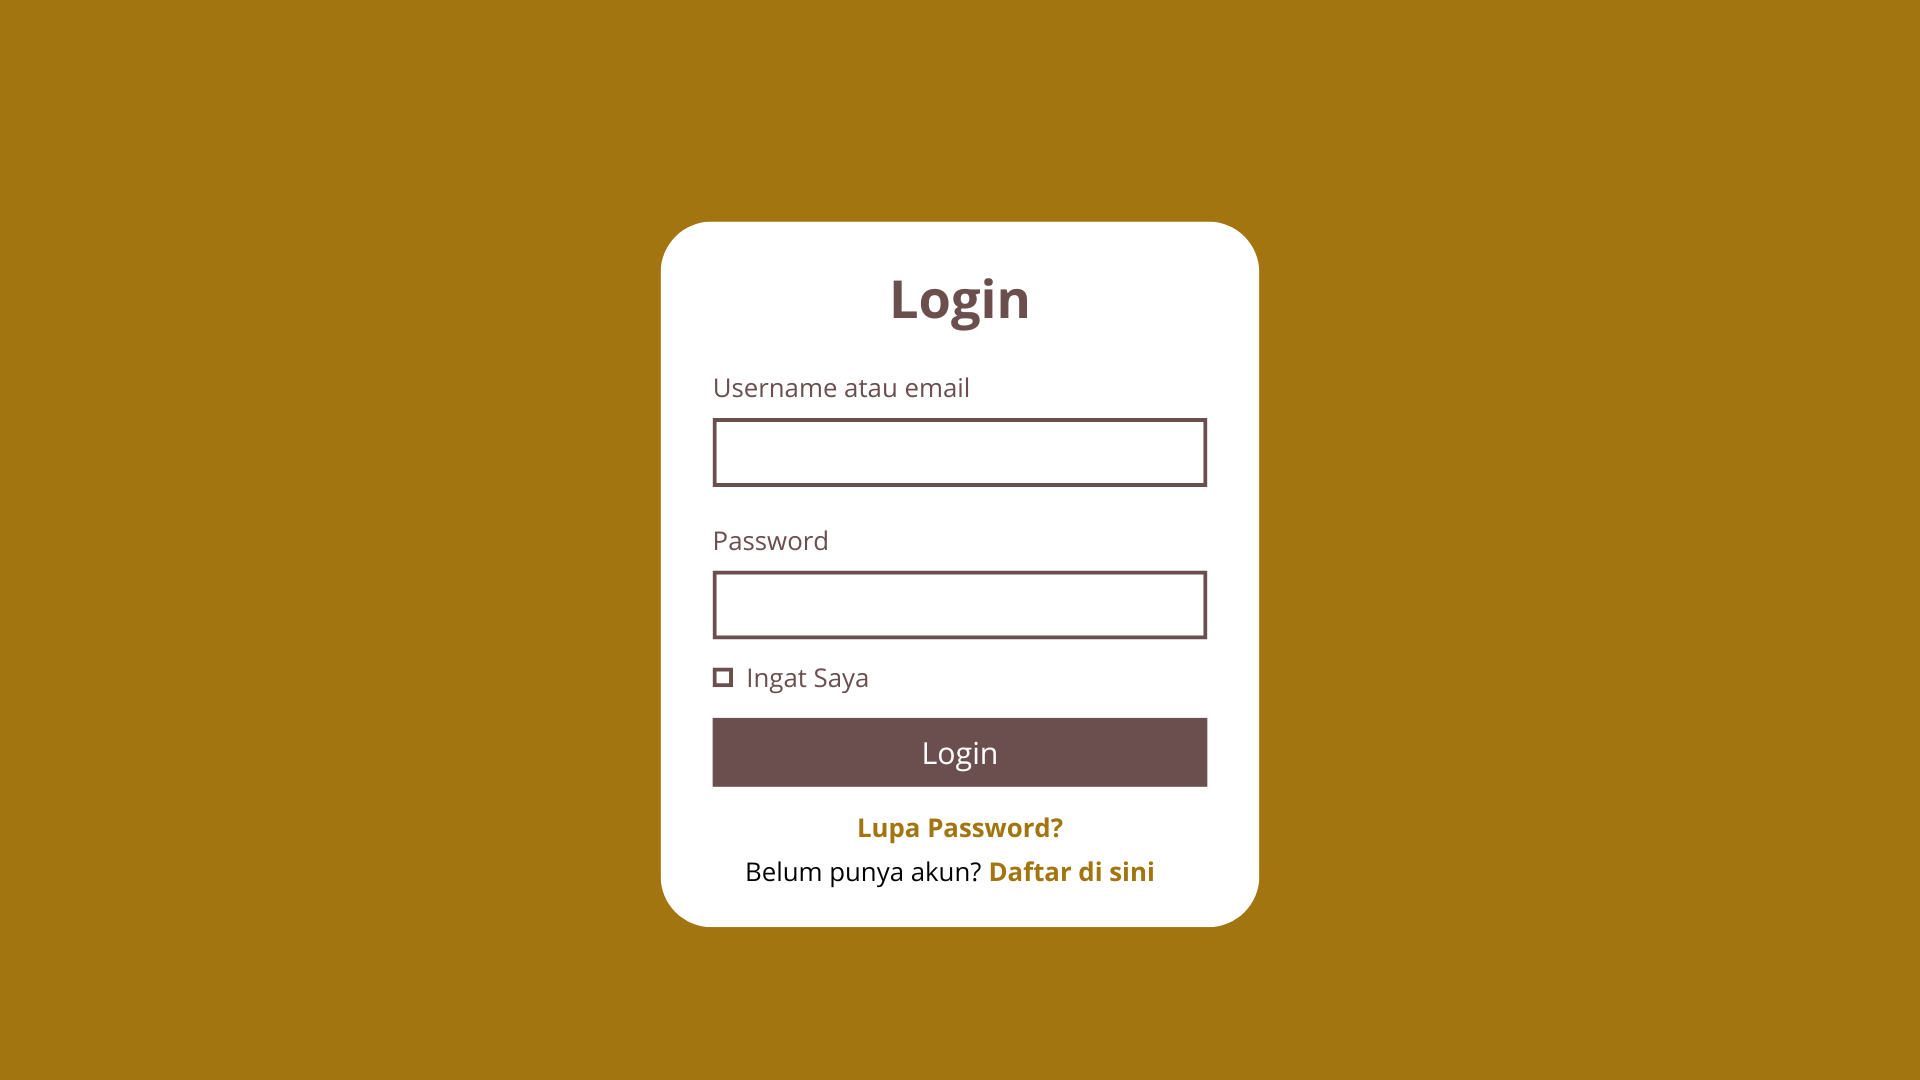 Login
Username atau email
Password
Ingat Saya
Login
Lupa Password?
Belum punya akun? Daftar di sini